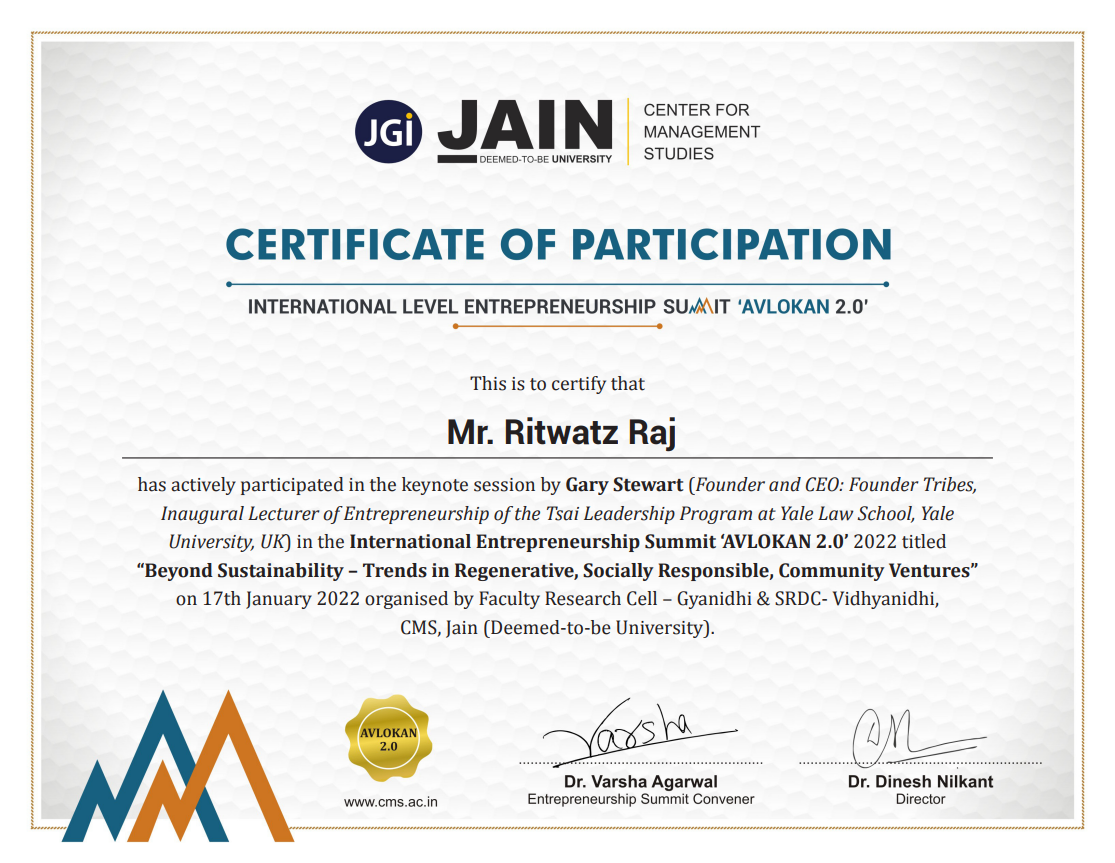 JGi
JAIN
DEEMED-TO-BE UNIVERSITY
CENTER FOR
MANAGEMENT
STUDIES
CERTIFICATE OF PARTICIPATION
INTERNATIONAL LEVEL ENTREPRENEURSHIP SUMMIT ‘AVLOKAN 2.0’
This is to certify that
Mr. Ritwatz Raj
has actively participated in the keynote session by Gary Stewart (Founder and CEO: Founder Tribes,
Inaugural Lecturer of Entrepreneurship of the Tsai Leadership Program at Yale Law School, Yale
University, UK) in the International Entrepreneurship Summit ‘AVLOKAN 2.0’ 2022 titled
“Beyond Sustainability – Trends in Regenerative, Socially Responsible, Community Ventures”
on 17th January 2022 organised by Faculty Research Cell – Gyanidhi & SRDC- Vidhyanidhi,
CMS, Jain (Deemed-to-be University).
AVLOKAN
2.0
www.cms.ac.in
Varsha
Dr. Varsha Agarwal
Entrepreneurship Summit Convener
Dr. Dinesh Nilkant
Director